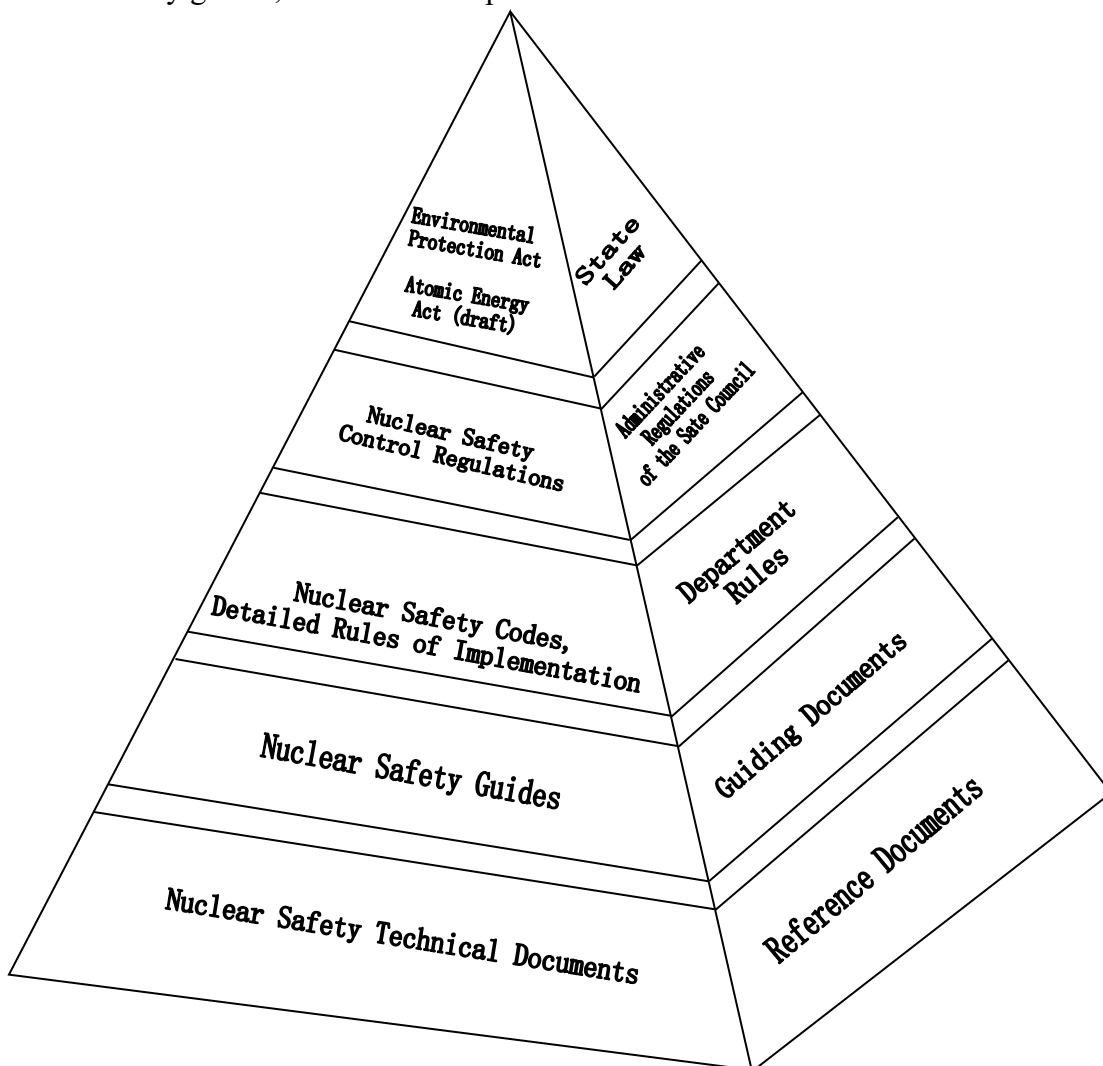 Environmental
Protection Act
Atomic Energy
Act (draft)
State
Law
Nuclear Safety
Control Regulations
Administrative
Regulations
of the Sate Council
Nuclear Safety Codes,
Detailed Rules of Implementation
Department
Rules
Nuclear Safety Guides
Guiding Documents
Nuclear Safety Technical Documents
Reference Documents